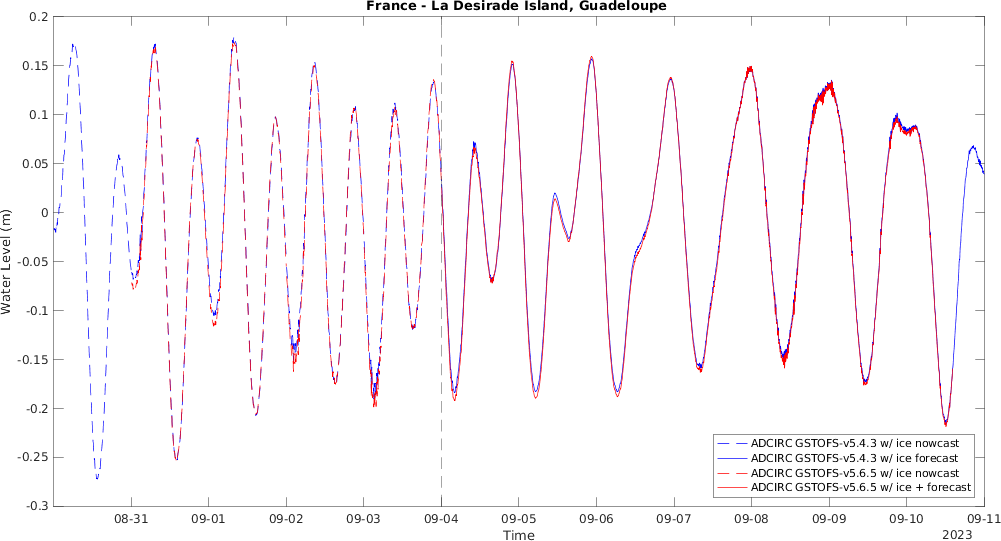 France - La Desirade Island, Guadeloupe
Water Level (m)
0.2
0.15
0.1
0.05
0
-0.05
-0.1
-0.15
-0.2
-0.25
-0.3
ADCIRC GSTOFS-v5.4.3 w/ ice nowcast
ADCIRC GSTOFS-v5.4.3 w/ ice forecast
ADCIRC GSTOFS-v5.6.5 w/ ice nowcast
ADCIRC GSTOFS-v5.6.5 w/ ice + forecast
08-31 09-01 09-02 09-03 09-04 09-05 09-06 09-07 09-08 09-09 09-10 09-11
Time
2023